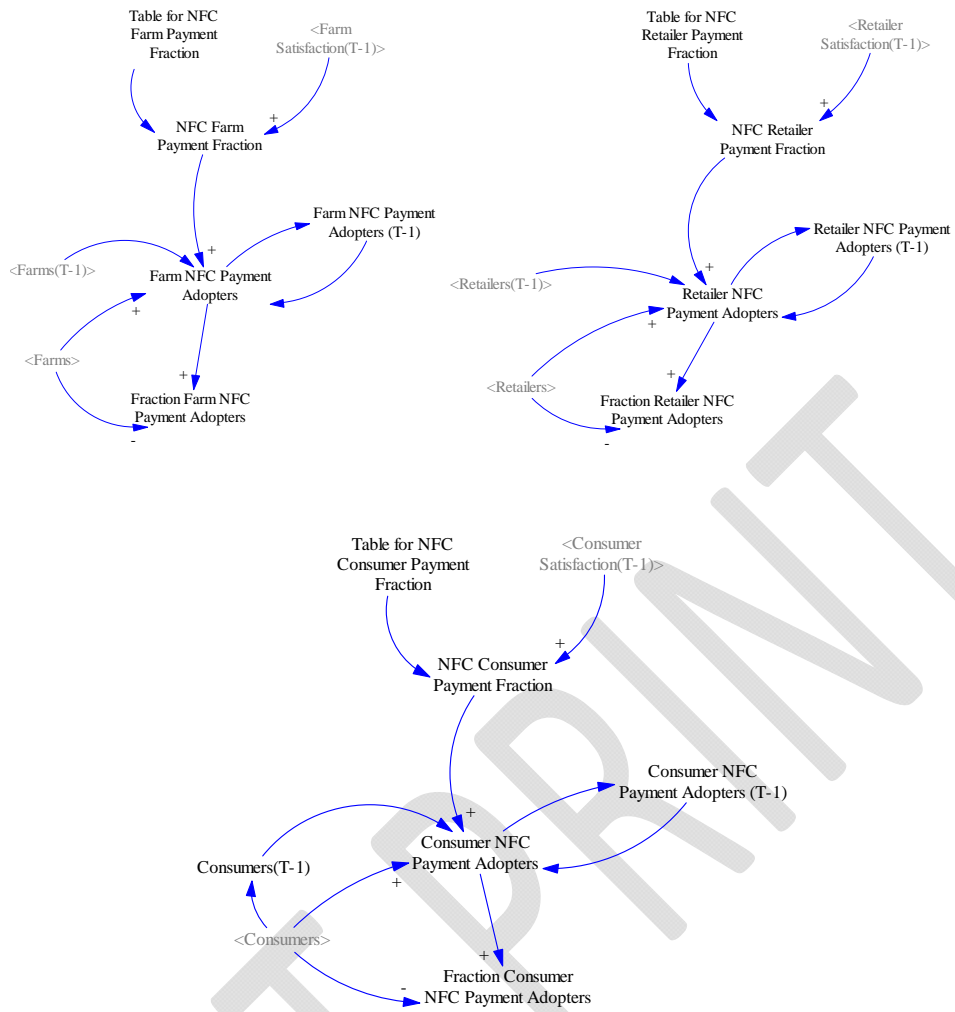 Table for NFC
Farm Payment
Fraction
<Farm
Satisfaction(T-1)>
+
NFC Farm
Payment Fraction
Farm NFC Payment
Adopters (T-1)
<Farms(T-1)>
+
Farm NFC Payment
Adopters
+
<Farms>
+
Fraction Farm NFC
Payment Adopters
-
Table for NFC
Retailer Payment
Fraction
<Retailer
Satisfaction(T-1)>
+
NFC Retailer
Payment Fraction
Retailer NFC Payment
Adopters (T-1)
<Retailers(T-1)>
+
Retailer NFC
Payment Adopters
+
<Retailers>
+
Fraction Retailer NFC
Payment Adopters
-
Table for NFC
Consumer Payment
Fraction
<Consumer
Satisfaction(T-1)>
+
NFC Consumer
Payment Fraction
Consumer NFC
Payment Adopters (T-1)
+
Consumer NFC
Payment Adopters
Consumers(T-1)
+
<Consumers>
+
Fraction Consumer
NFC Payment Adopters
-
T PRINT